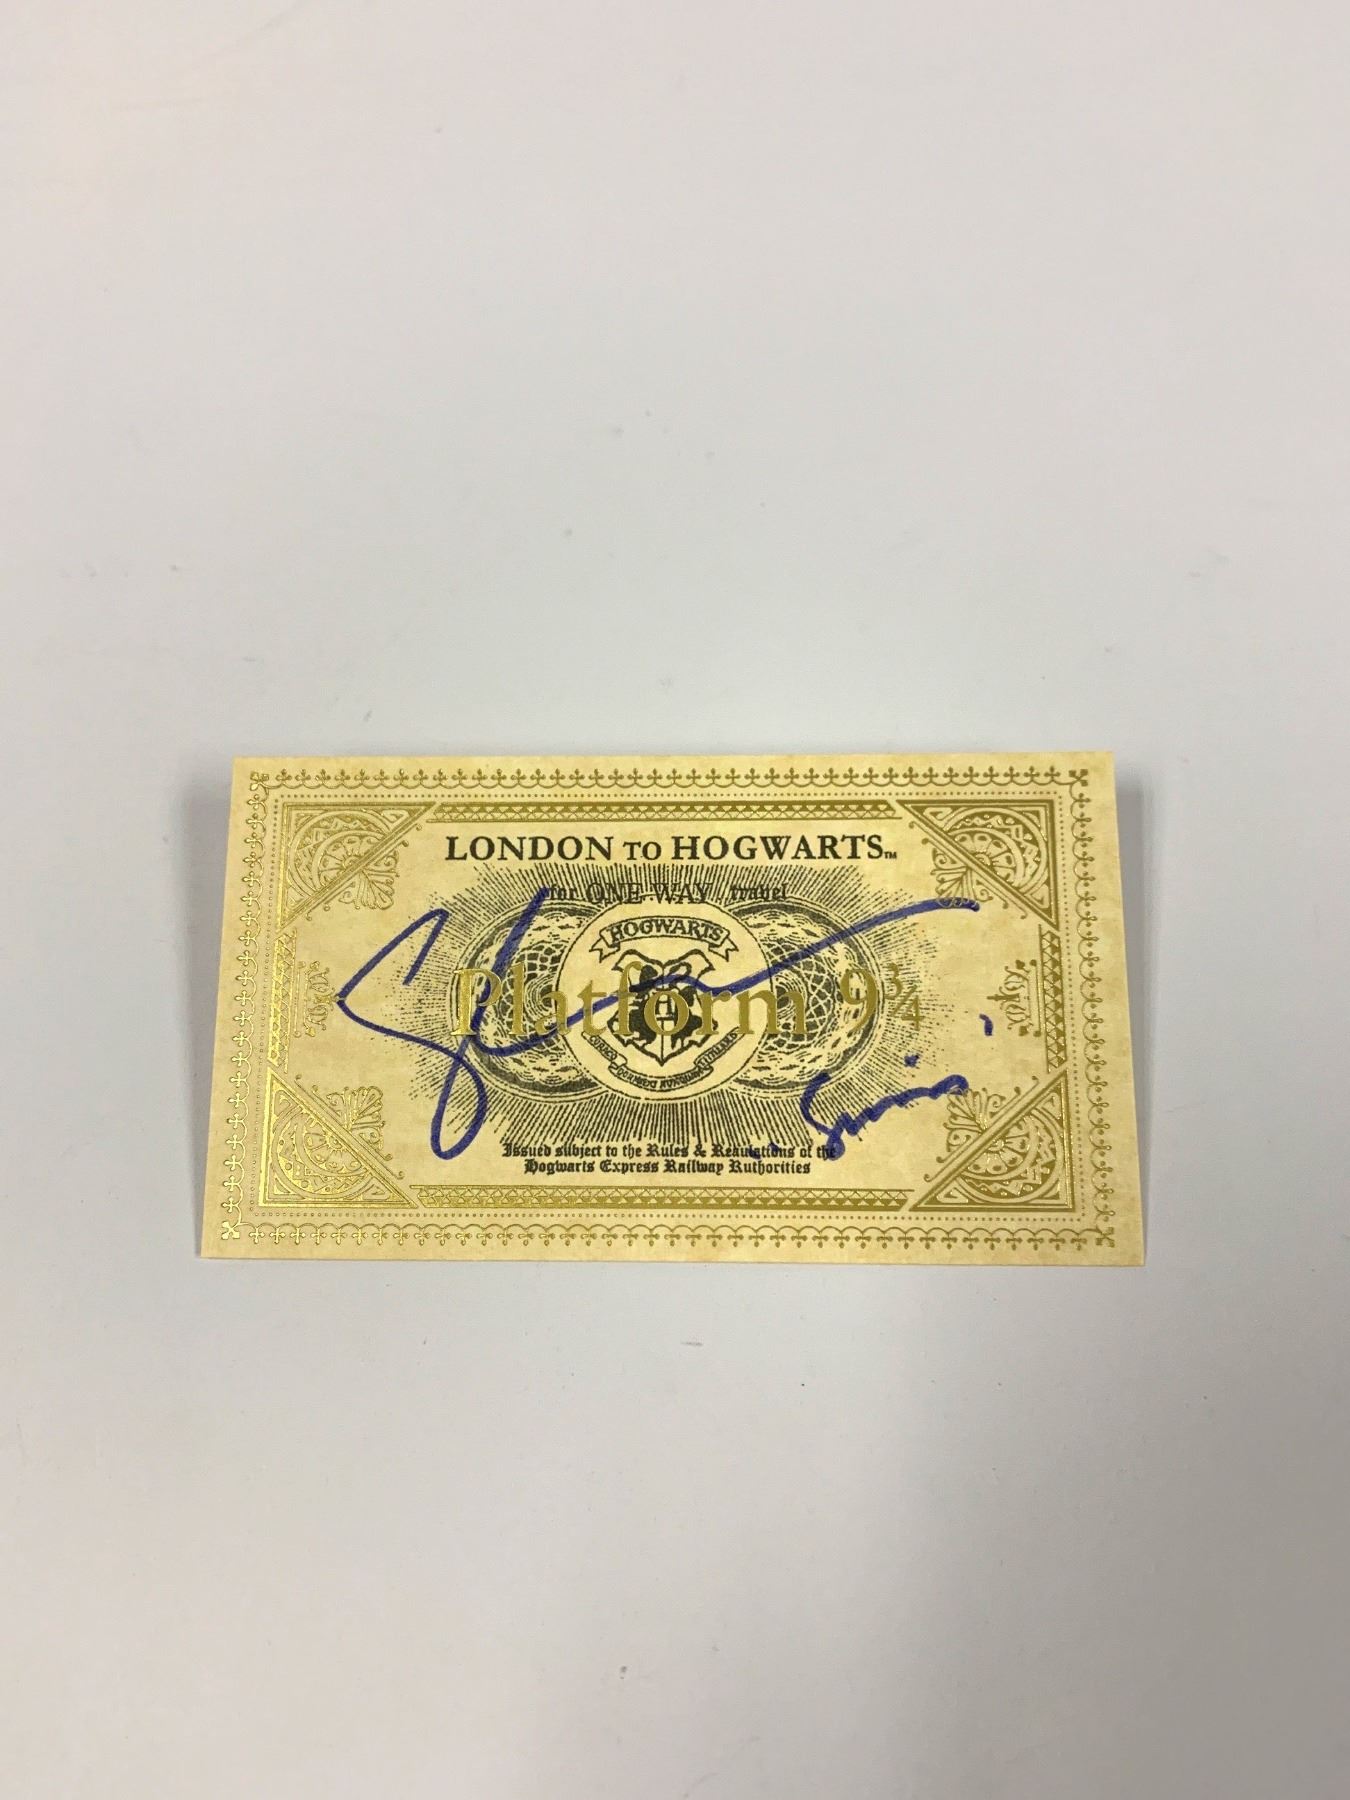 LONDON TO HOGWARTS™
for ONE WAY travel
HOGWARTS
Platform 9¾
H
Issued subject to the Rules & Regulations of the
Hogwarts Express Railway Authorities